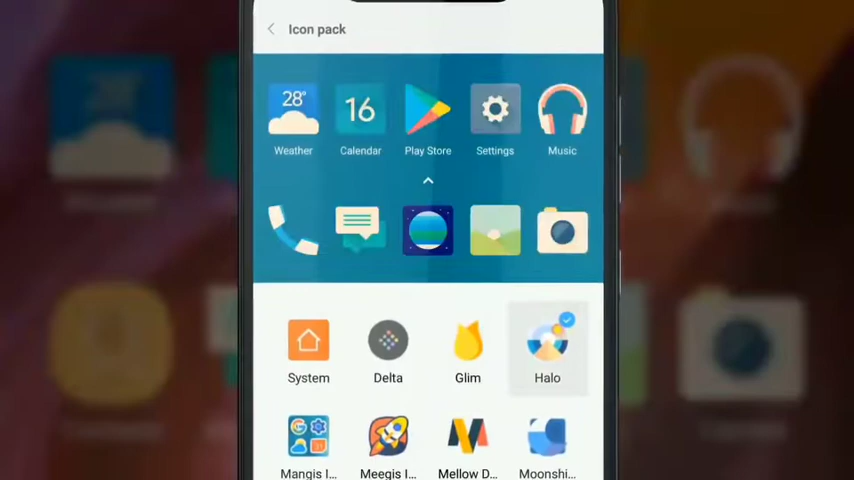 Icon pack
28°
16
Weather Calendar Play Store Settings Music
System Delta Glim Halo
Mangis I... Meegis I... Mellow D... Moonshi...